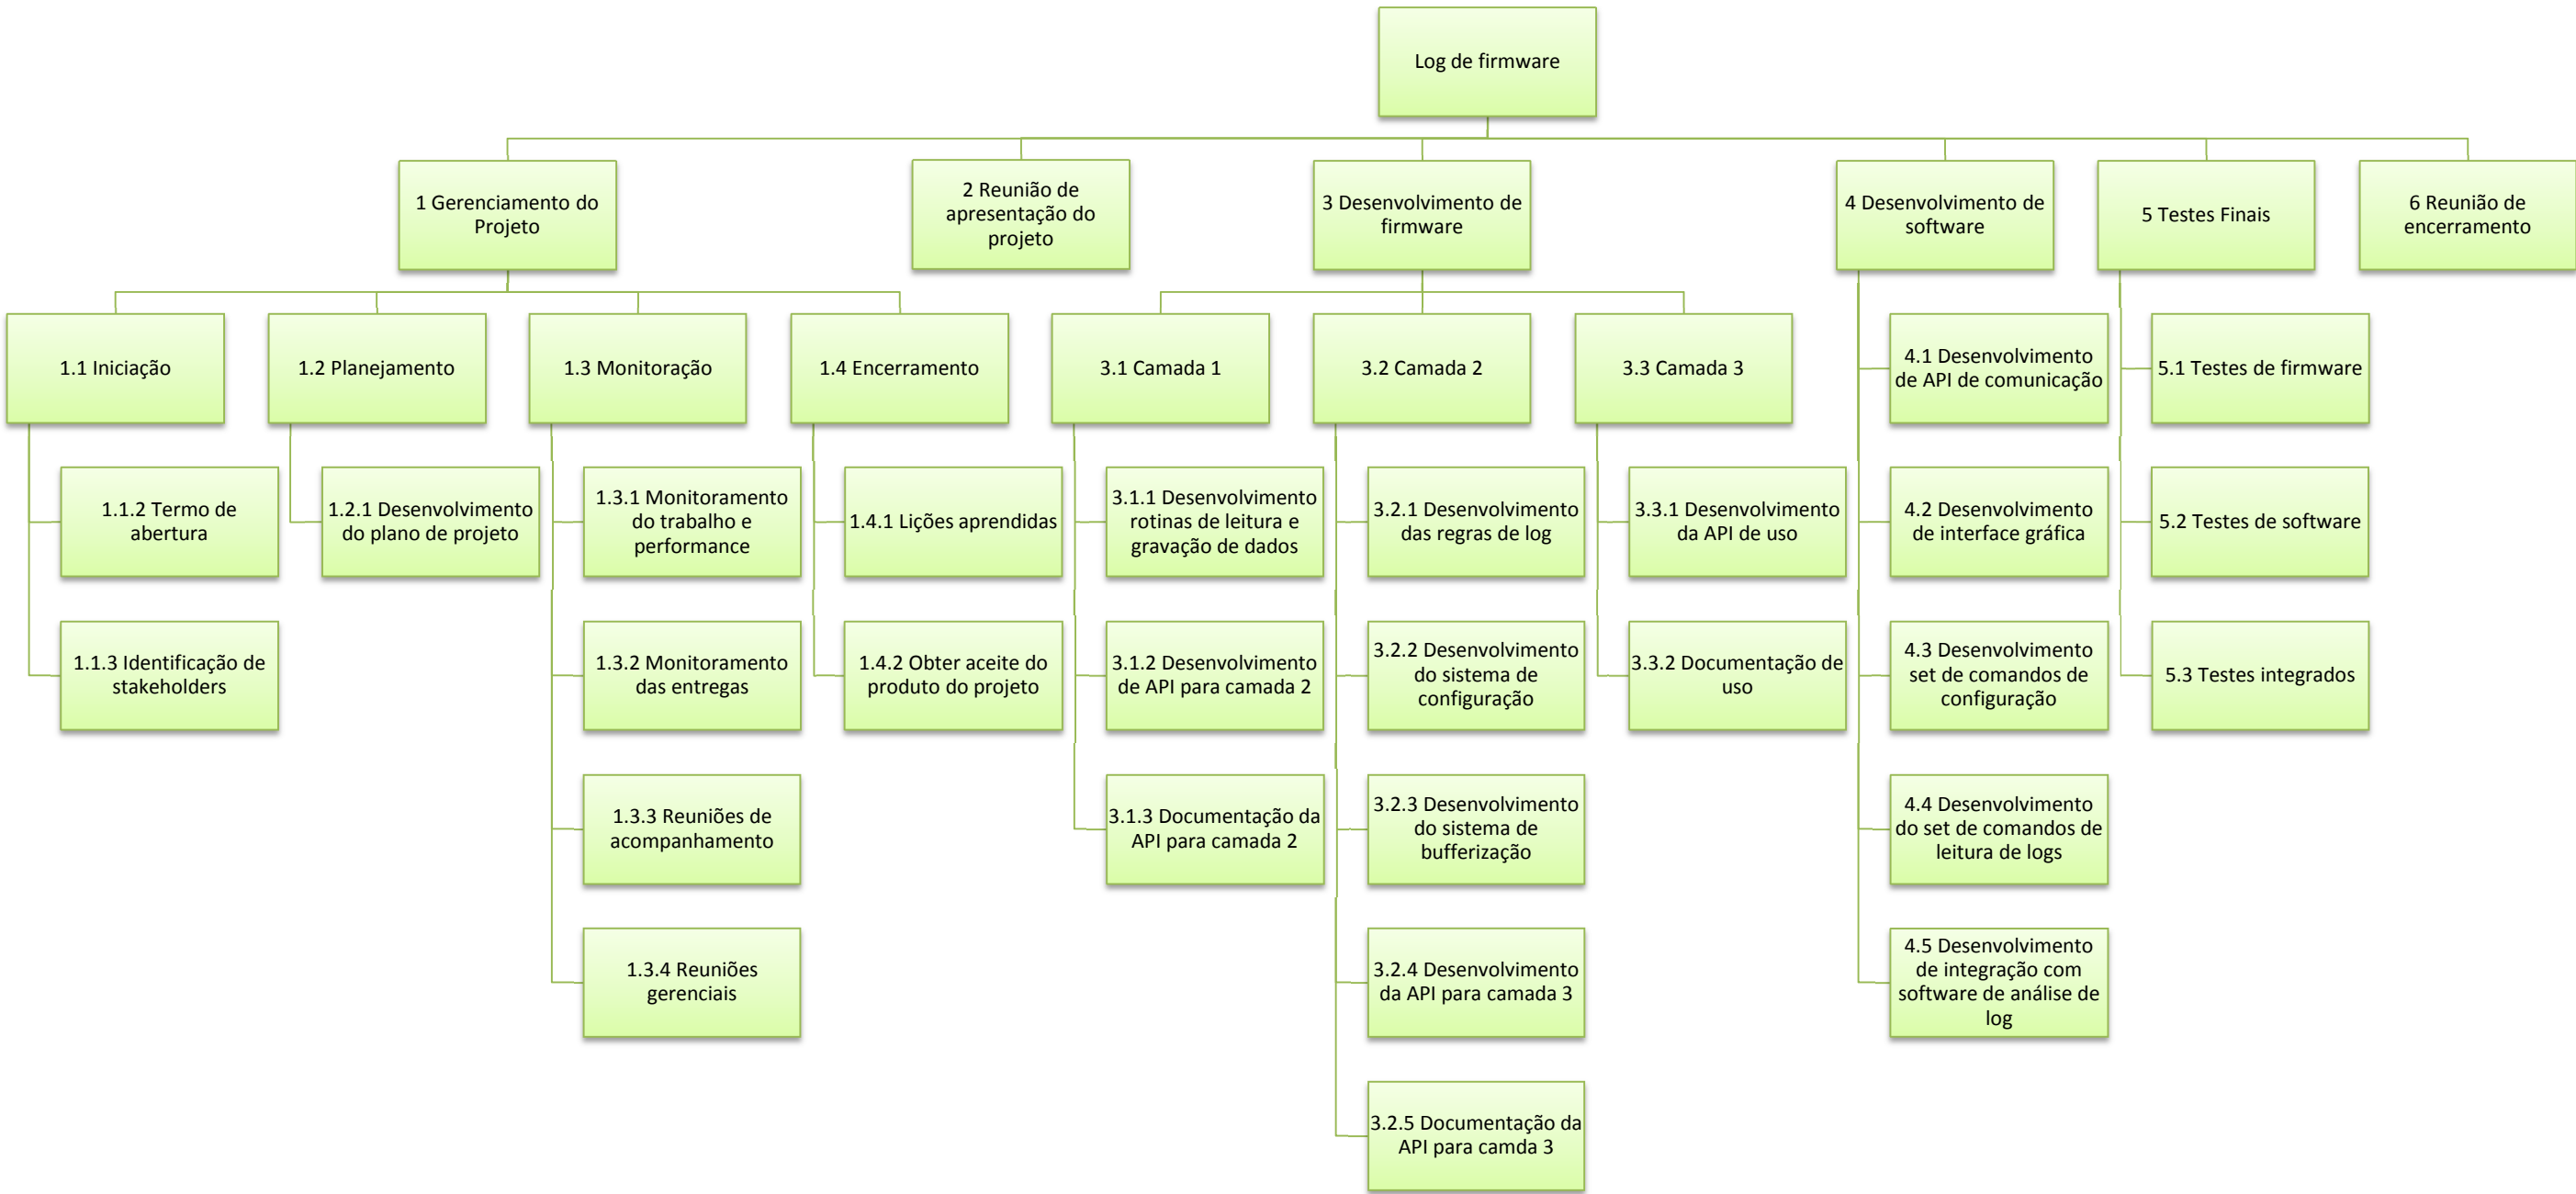 Log de firmware
1 Gerenciamento do
Projeto
2 Reunião de
apresentação do
projeto
3 Desenvolvimento de
firmware
4 Desenvolvimento de
software
5 Testes Finais
6 Reunião de
encerramento
1.1 Iniciação
1.2 Planejamento
1.3 Monitoração
1.4 Encerramento
3.1 Camada 1
3.2 Camada 2
3.3 Camada 3
4.1 Desenvolvimento
de API de comunicação
5.1 Testes de firmware
1.1.2 Termo de
abertura
1.2.1 Desenvolvimento
do plano de projeto
1.3.1 Monitoramento
do trabalho e
performance
1.4.1 Lições aprendidas
3.1.1 Desenvolvimento
rotinas de leitura e
gravação de dados
3.2.1 Desenvolvimento
das regras de log
3.3.1 Desenvolvimento
da API de uso
4.2 Desenvolvimento
de interface gráfica
5.2 Testes de software
1.1.3 Identificação de
stakeholders
1.3.2 Monitoramento
das entregas
1.4.2 Obter aceite do
produto do projeto
3.1.2 Desenvolvimento
de API para camada 2
3.2.2 Desenvolvimento
do sistema de
configuração
3.3.2 Documentação de
uso
4.3 Desenvolvimento
set de comandos de
configuração
5.3 Testes integrados
1.3.3 Reuniões de
acompanhamento
3.1.3 Documentação da
API para camada 2
3.2.3 Desenvolvimento
do sistema de
bufferização
4.4 Desenvolvimento
do set de comandos de
leitura de logs
1.3.4 Reuniões
gerenciais
3.2.4 Desenvolvimento
da API para camada 3
4.5 Desenvolvimento
de integração com
software de análise de
log
3.2.5 Documentação da
API para camda 3